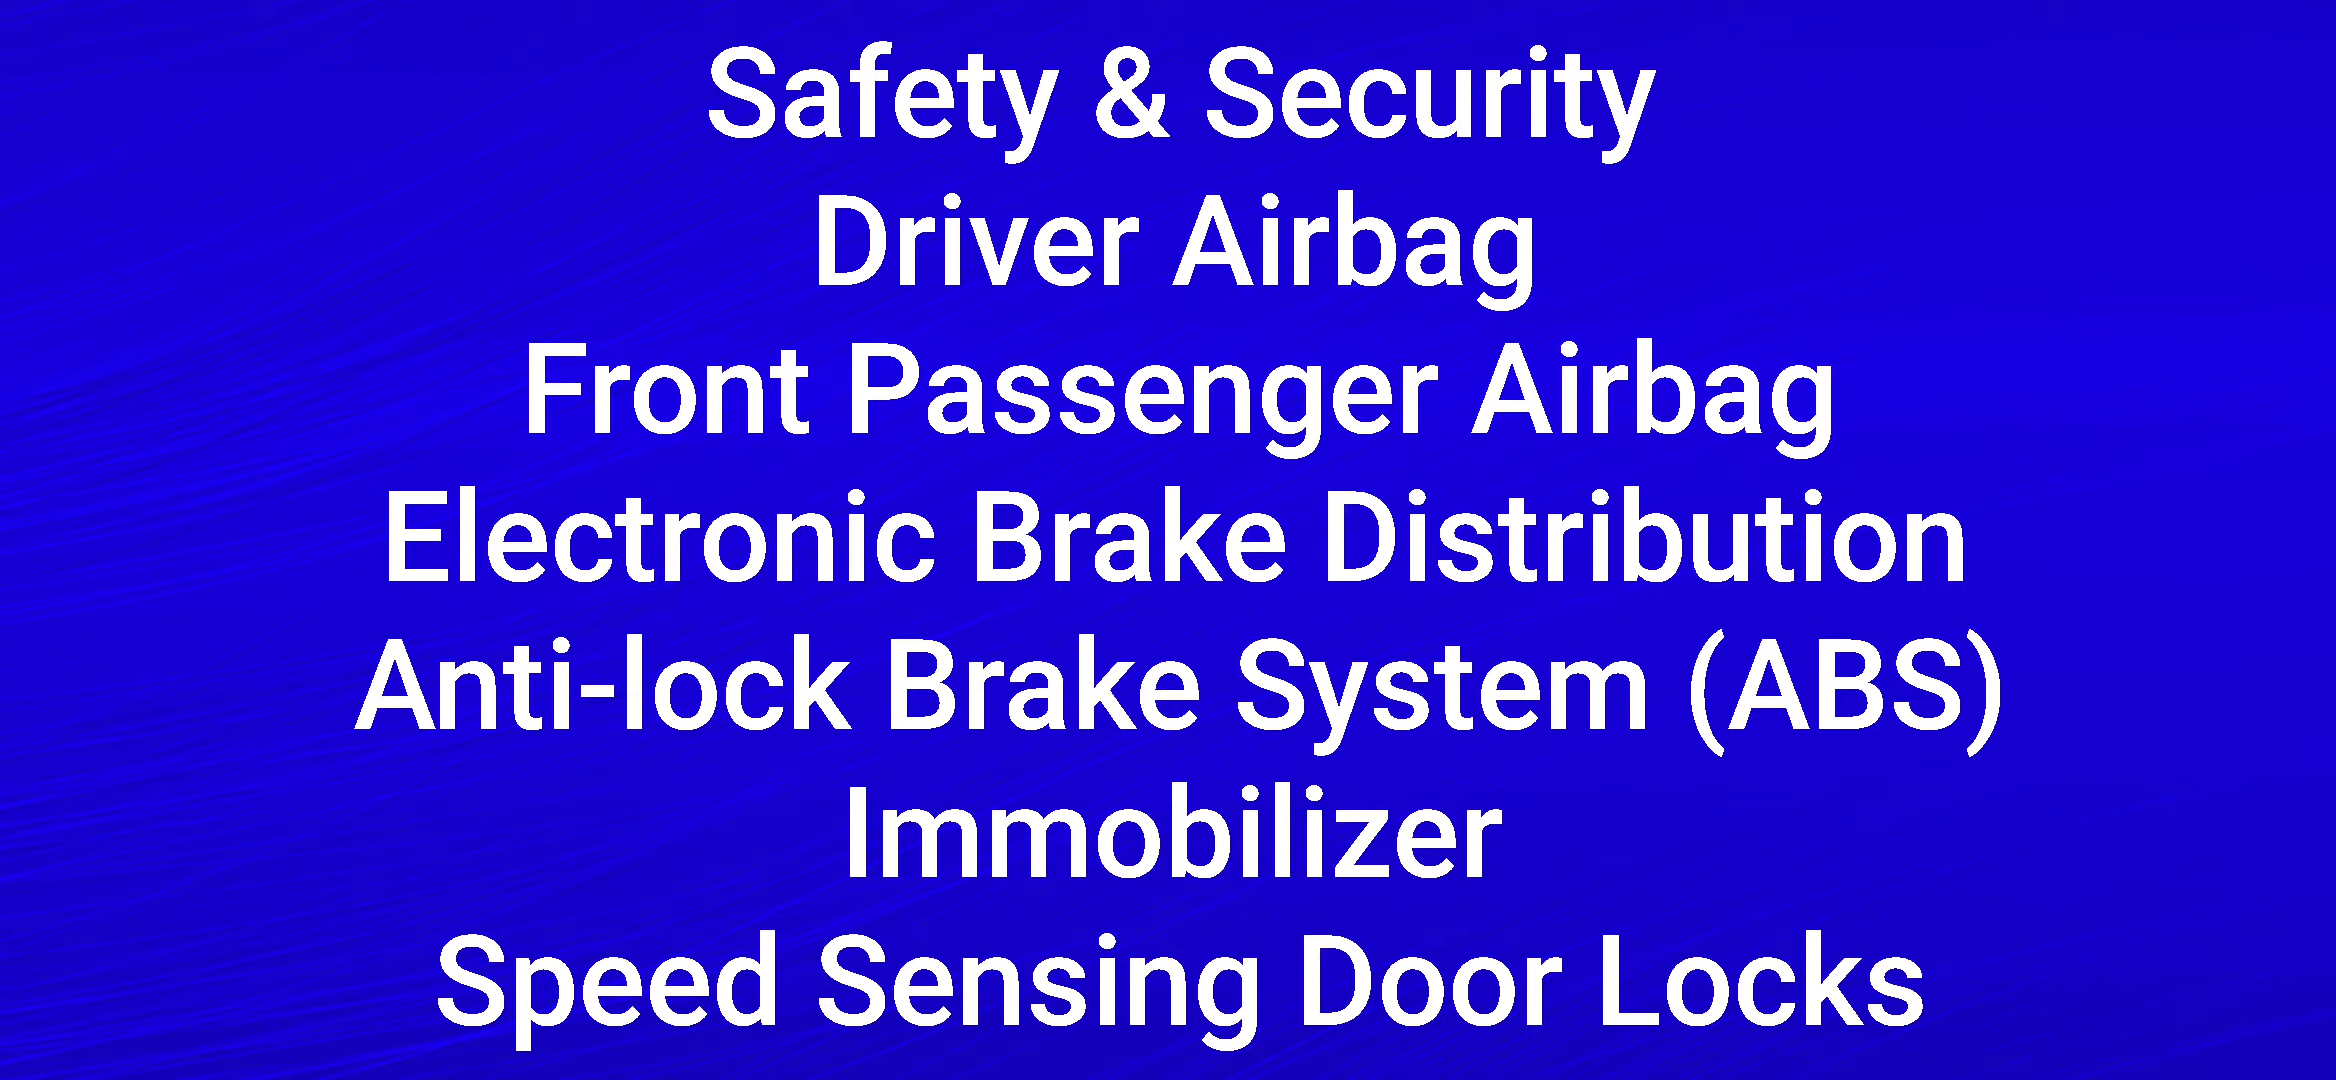 Safety & Security
Driver Airbag
Front Passenger Airbag
Electronic Brake Distribution
Anti-lock Brake System (ABS)
Immobilizer
Speed Sensing Door Locks